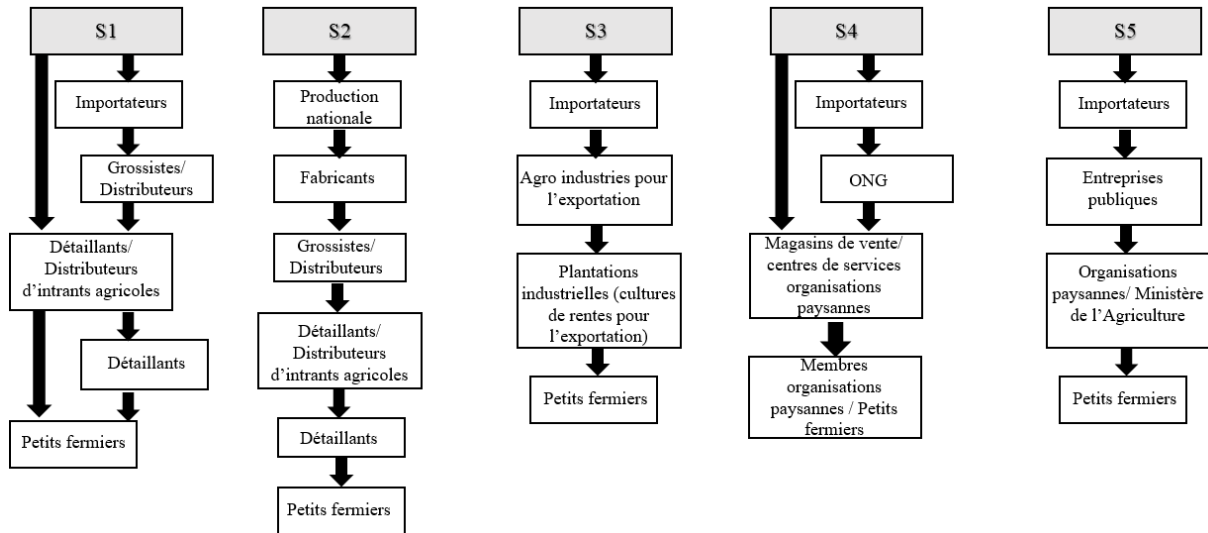 S1
Importateurs
Grossistes/
Distributeurs
Détaillants/
Distributeurs
d’intrants agricoles
Détaillants
Petits fermiers
S2
Production
nationale
Fabricants
Grossistes/
Distributeurs
Détaillants/
Distributeurs
d’intrants agricoles
Détaillants
Petits fermiers
S3
Importateurs
Agro industries pour
l’exportation
Plantations
industrielles (cultures
de rentes pour
l’exportation)
Petits fermiers
S4
Importateurs
ONG
Magasins de vente/
centres de services
organisations
paysannes
Membres
organisations
paysannes / Petits
fermiers
S5
Importateurs
Entreprises
publiques
Organisations
paysannes/ Ministère
de l’Agriculture
Petits fermiers